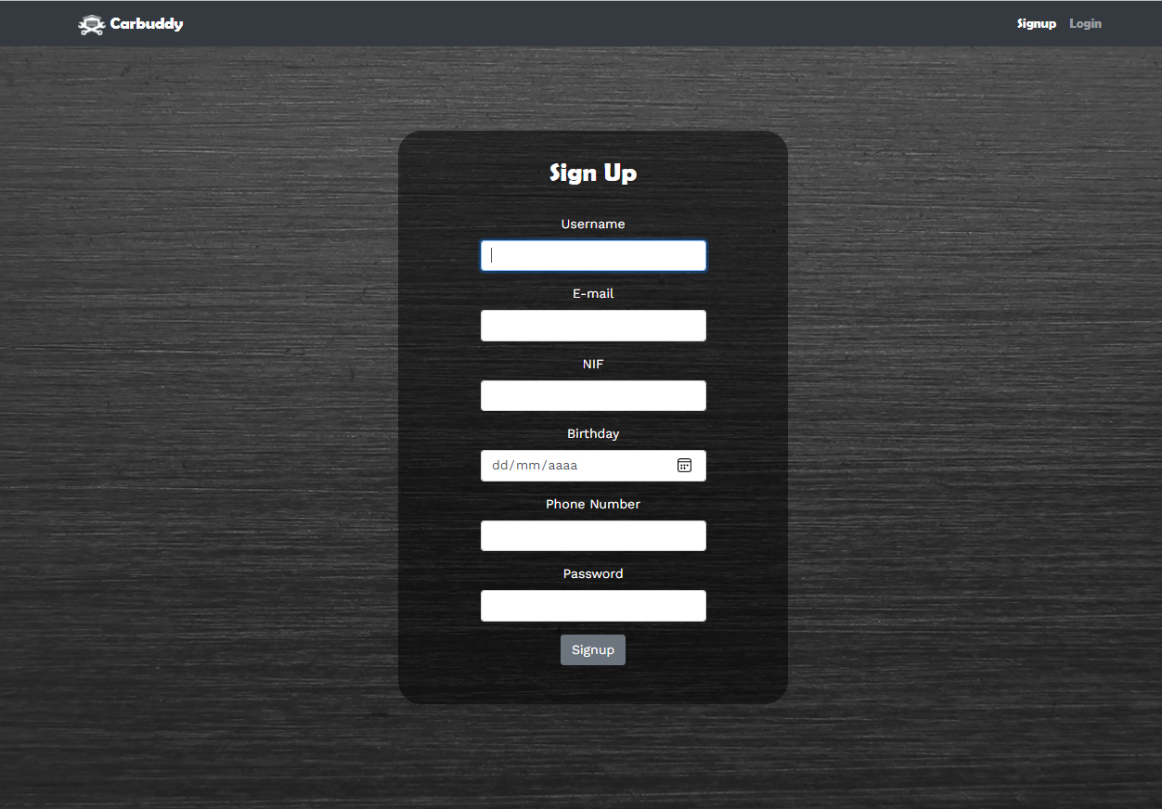 Carbuddy
Signup Login
Sign Up
Username
E-mail
NIF
Birthday
dd/mm/aaaa
Phone Number
Password
Signup